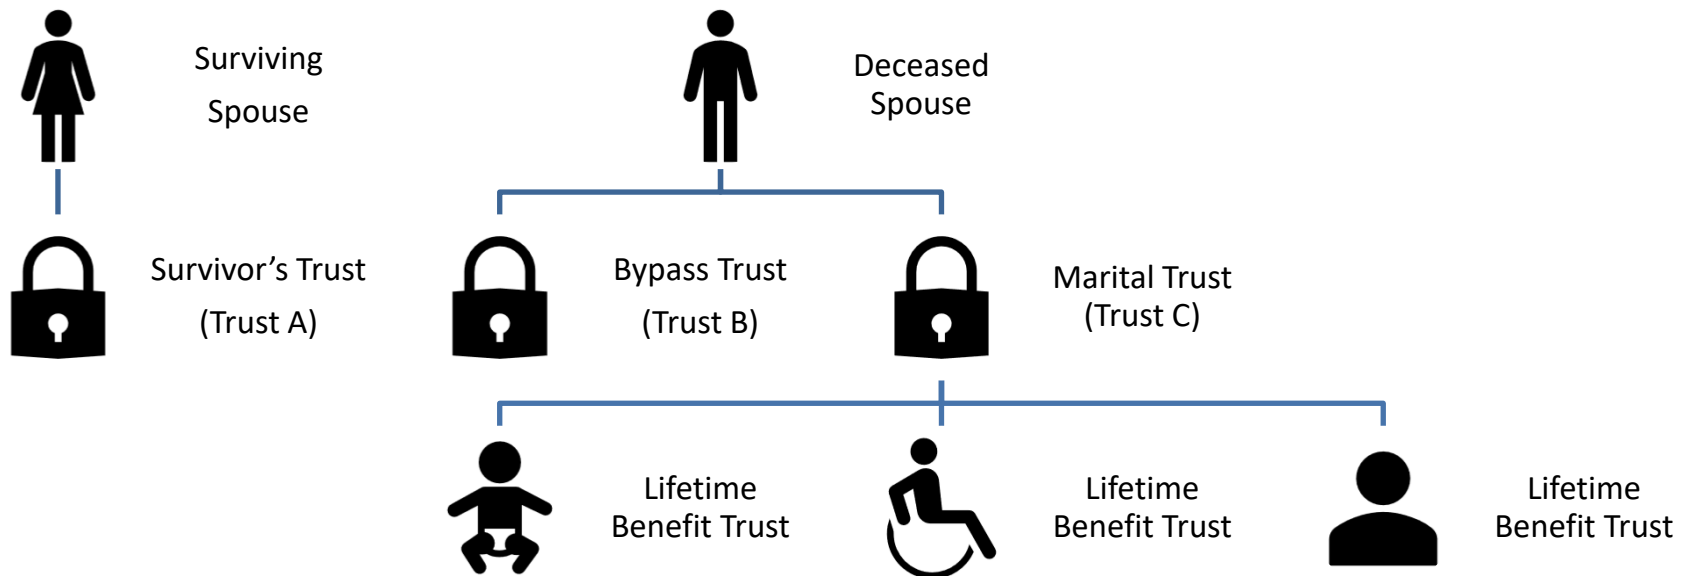 Surviving
Spouse
Deceased
Spouse
Survivor’s Trust
(Trust A)
Bypass Trust
(Trust B)
Marital Trust
(Trust C)
Lifetime
Benefit Trust
Lifetime
Benefit Trust
Lifetime
Benefit Trust